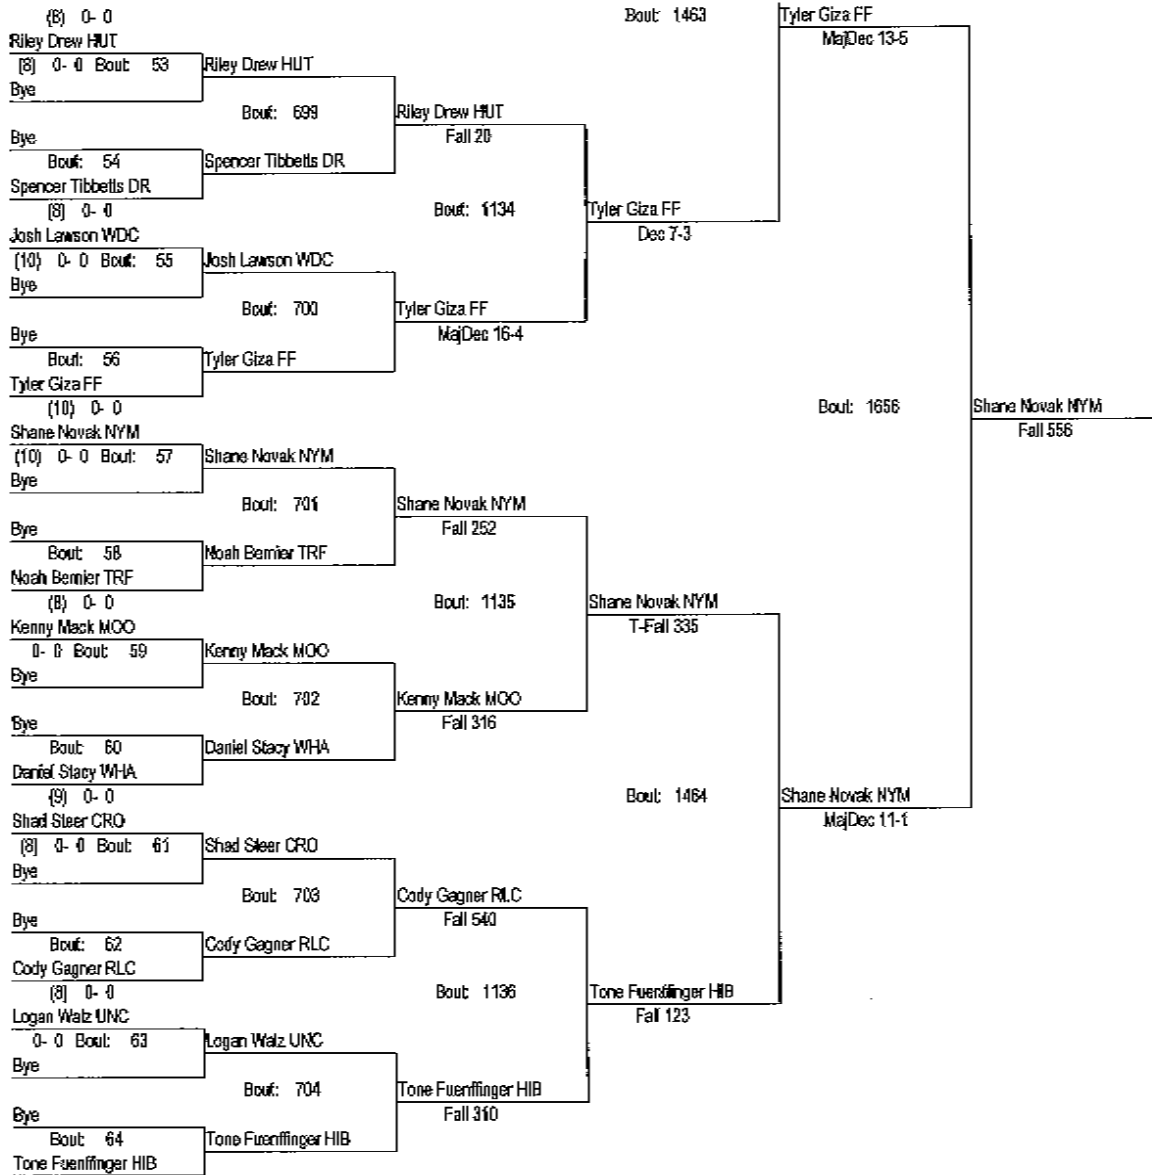 (8) 0- 0
Riley Drew HUT
(8) 0- 0 Bout: 53
Bye
Riley Drew HUT
Bout: 699
Bye
Bout: 54
Spencer Tibbetts DR
(8) 0- 0
Spencer Tibbetts DR
Riley Drew HUT
Fall 20
Bout: 1134
Josh Lawson WDC
(10) 0- 0 Bout: 55
Bye
Josh Lawson WDC
Bout: 700
Bye
Bout: 56
Tyler Giza FF
(10) 0- 0
Tyler Giza FF
Tyler Giza FF
MajDec 16-4
Tyler Giza FF
Dec 7-3
Bout: 1463
Tyler Giza FF
MajDec 13-5
Bout: 1656
Shane Novak NYM
Fall 556
Shane Novak NYM
(10) 0- 0 Bout: 57
Bye
Shane Novak NYM
Bout: 701
Bye
Bout: 58
Noah Bernier TRF
(8) 0- 0
Noah Bernier TRF
Shane Novak NYM
Fall 252
Bout: 1135
Kenny Mack MOO
0- 0 Bout: 59
Bye
Kenny Mack MOO
Bout: 702
Bye
Bout: 60
Daniel Stacy WHA
(9) 0- 0
Daniel Stacy WHA
Kenny Mack MOO
Fall 316
Shane Novak NYM
T-Fall 335
Bout: 1464
Shane Novak NYM
MajDec 11-1
Shad Steer CRO
(8) 0- 0 Bout: 61
Bye
Shad Steer CRO
Bout: 703
Bye
Bout: 62
Cody Gagner RLC
(8) 0- 0
Cody Gagner RLC
Cody Gagner RLC
Fall 540
Bout: 1136
Logan Walz UNC
0- 0 Bout: 63
Bye
Logan Walz UNC
Bout: 704
Bye
Bout: 64
Tone Fuenffinger HIB
Tone Fuenffinger HIB
Tone Fuenffinger HIB
Fall 310
Tone Fuenffinger HIB
Fall 123